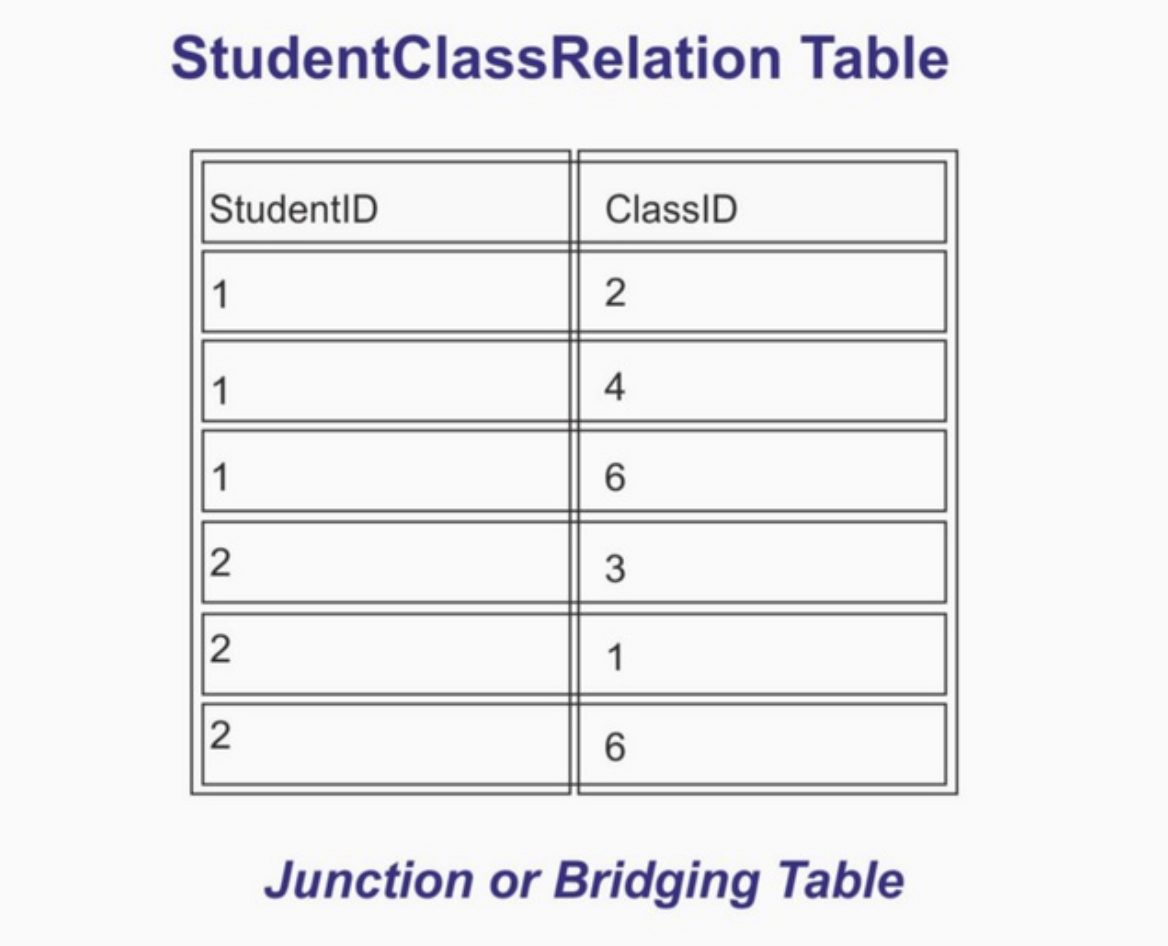 StudentClassRelation Table
StudentID ClassID
1 2
1 4
1 6
2 3
2 1
2 6
Junction or Bridging Table